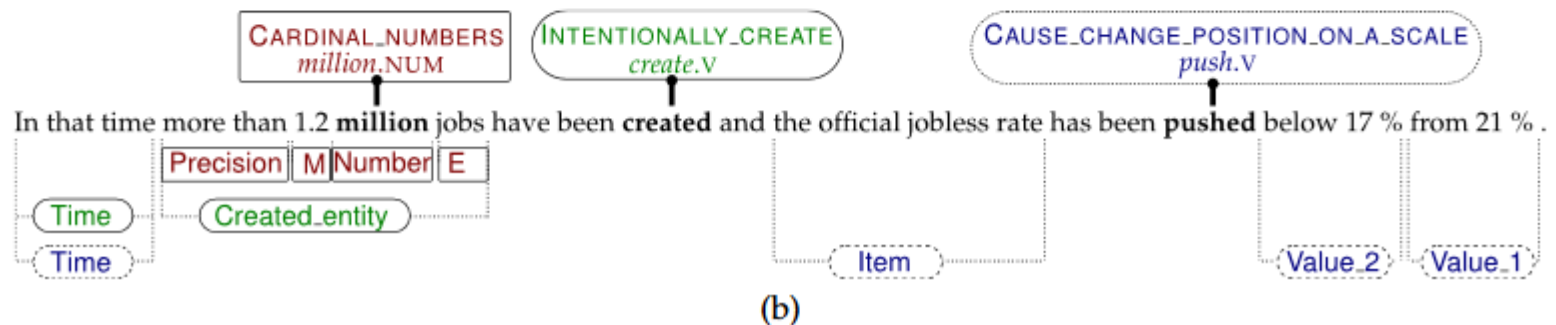 CARDINAL_NUMBERS INTENTIONALLY_CREATE CAUSE_CHANGE_POSITION_ON_A_SCALE
million.NUM create.V push.V
In that time more than 1.2 million jobs have been created and the official jobless rate has been pushed below 17 % from 21 % .
Precision M Number E
Time Created_entity
Time Item Value_2 Value_1
(b)